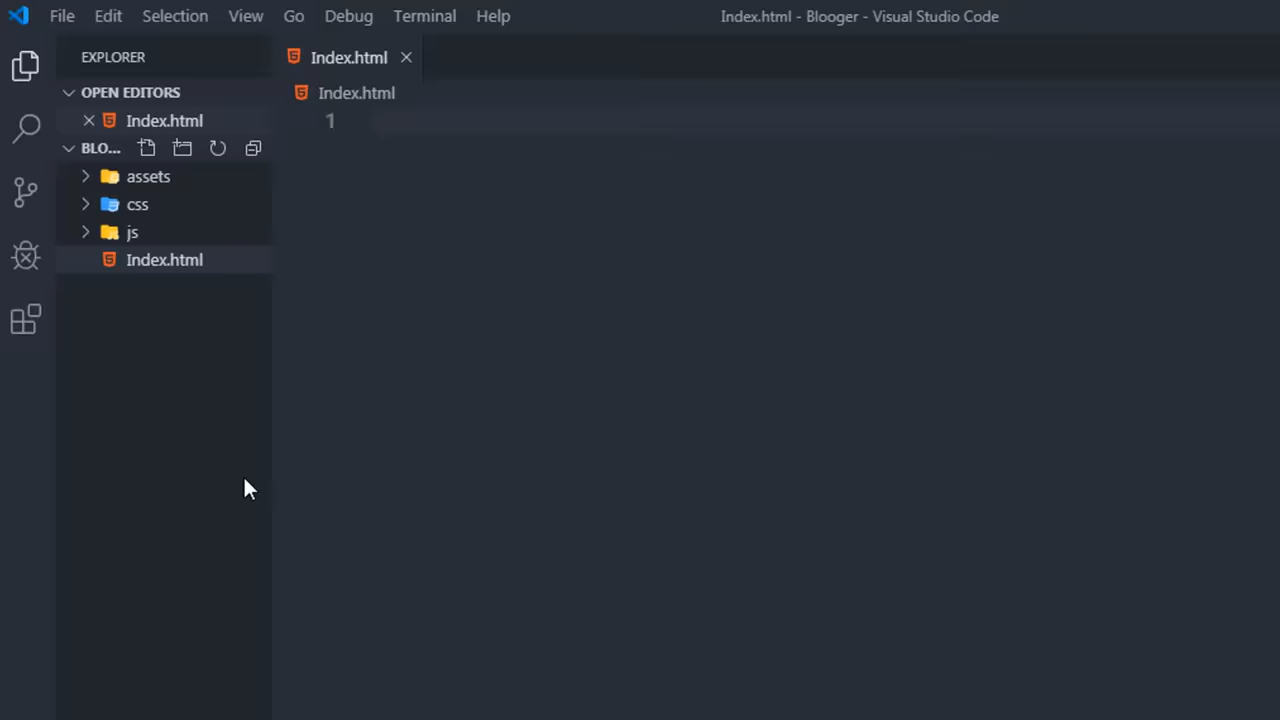 File Edit Selection View Go Debug Terminal Help
Index.html - Blooger - Visual Studio Code
EXPLORER
Index.html
OPEN EDITORS
Index.html
Index.html
1
BLO...
assets
css
js
Index.html